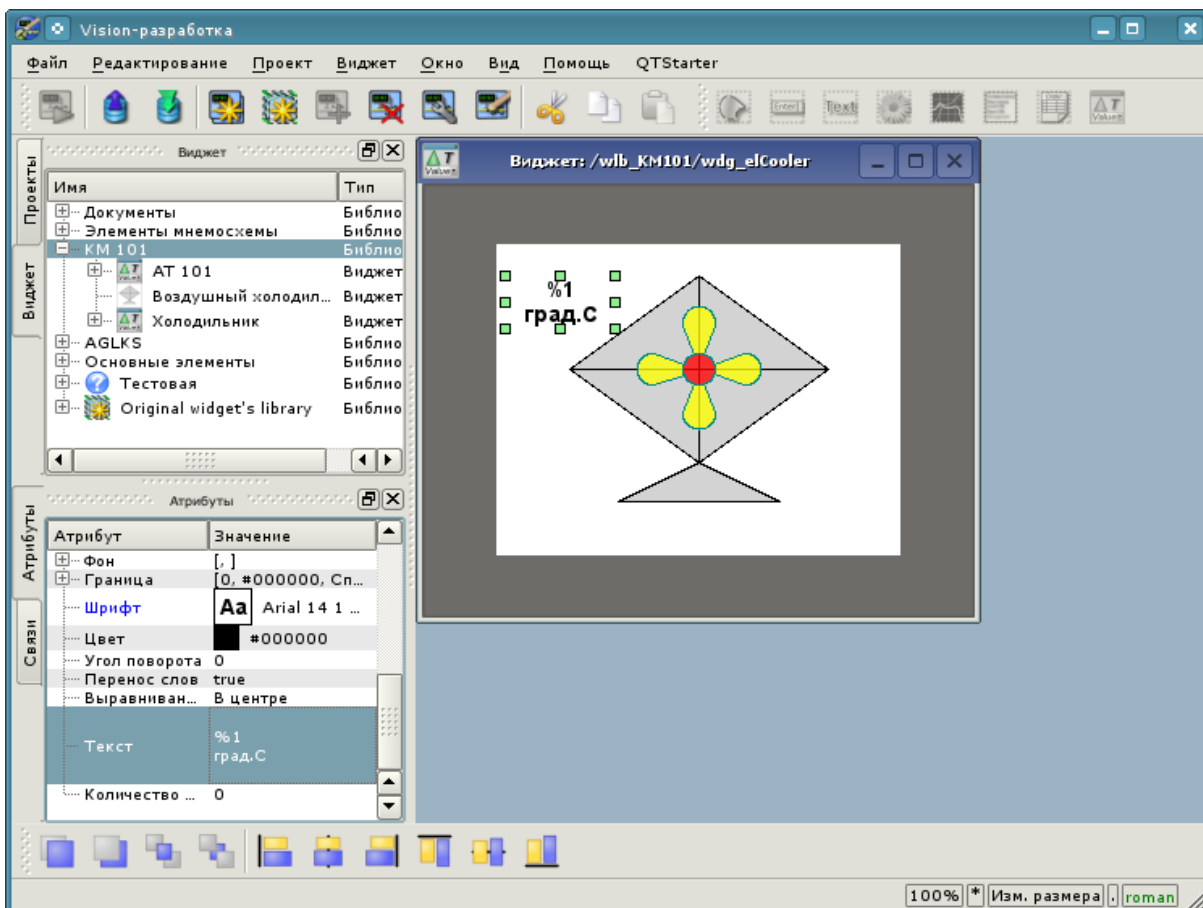 Vision-разработка
Файл Редактирование Проект Виджет Окно Вид Помощь QTStarter
Enter Text ΔT Value=
Проекты
Виджет
Виджет
Имя Тип
Документы Библио
Элементы мнемосхемы Библио
КМ 101 Библио
АТ 101 Виджет
Воздушный холодил... Виджет
Холодильник Виджет
AGLKS Библио
Основные элементы Библио
Тестовая Библио
Original widget's library Библио
Атрибуты
Связи
Атрибуты
Атрибут Значение
Фон [, ]
Граница [0, #000000, Сп...
Шрифт Aa Arial 14 1 ...
Цвет #000000
Угол поворота 0
Перенос слов true
Выравниван... В центре
Текст %1
град.С
Количество ... 0
Виджет: /wlb_KM101/wdg_elCooler
%1
град.С
100% * Изм. размера . roman